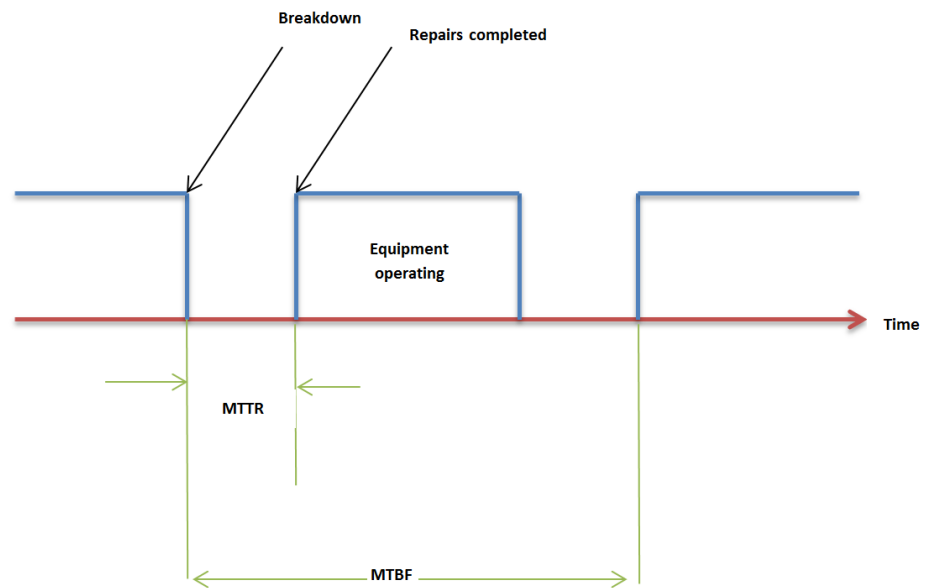 Breakdown
Repairs completed
Equipment
operating
Time
MTTR
MTBF